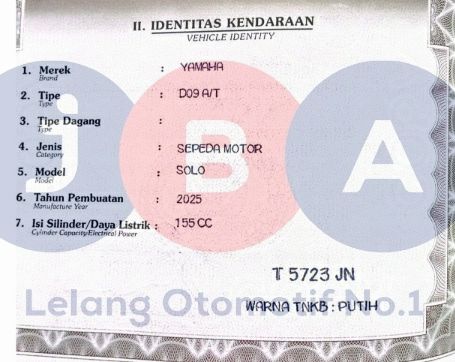 II. IDENTITAS KENDARAAN
VEHICLE IDENTITY
1. Merek : YAMAHA
Brand
2. Tipe : D09 A/T
Type
3. Tipe Dagang :
Type
4. Jenis : SEPEDA MOTOR
Category
5. Model : SOLO
Model
6. Tahun Pembuatan : 2025
Manufacture Year
7. Isi Silinder/Daya Listrik : 155 CC
Cylinder Capacity/Electrical Power
jBA
T 5723 JN
Lelang Otomotif No.1
WARNA TNKB : PUTIH